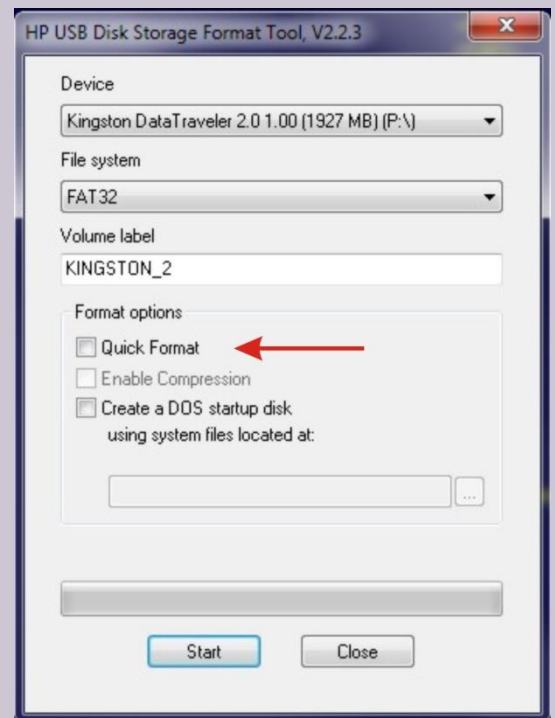 HP USB Disk Storage Format Tool, V2.2.3
Device
Kingston DataTraveler 2.0 1.00 (1927 MB) (P:\)
File system
FAT32
Volume label
KINGSTON_2
Format options
Quick Format
Enable Compression
Create a DOS startup disk
using system files located at:
...
Start
Close